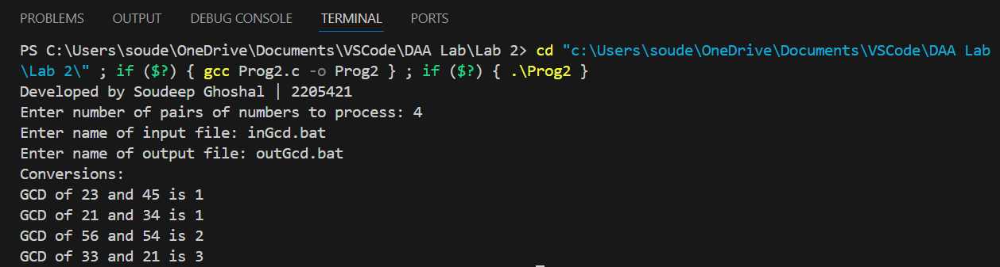 PROBLEMS OUTPUT DEBUG CONSOLE TERMINAL PORTS
PS C:\Users\soude\OneDrive\Documents\VSCode\DAA Lab\Lab 2> cd "c:\Users\soude\OneDrive\Documents\VSCode\DAA Lab
\Lab 2\" ; if ($?) { gcc Prog2.c -o Prog2 } ; if ($?) { .\Prog2 }
Developed by Soudeep Ghoshal | 2205421
Enter number of pairs of numbers to process: 4
Enter name of input file: inGcd.bat
Enter name of output file: outGcd.bat
Conversions:
GCD of 23 and 45 is 1
GCD of 21 and 34 is 1
GCD of 56 and 54 is 2
GCD of 33 and 21 is 3